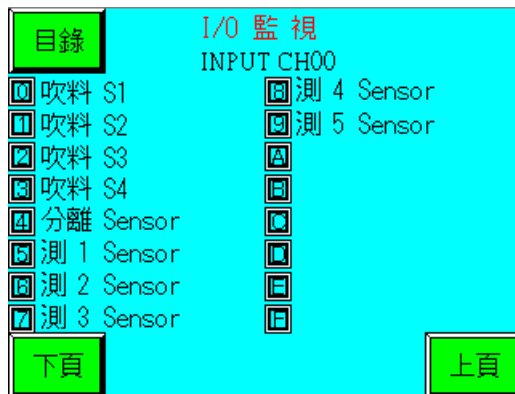 目錄
I/O 監 視
INPUT CH00
0 吹料 S1
1 吹料 S2
2 吹料 S3
3 吹料 S4
4 分離 Sensor
5 測 1 Sensor
6 測 2 Sensor
7 測 3 Sensor
8 測 4 Sensor
9 測 5 Sensor
A
B
C
D
E
F
下頁
上頁